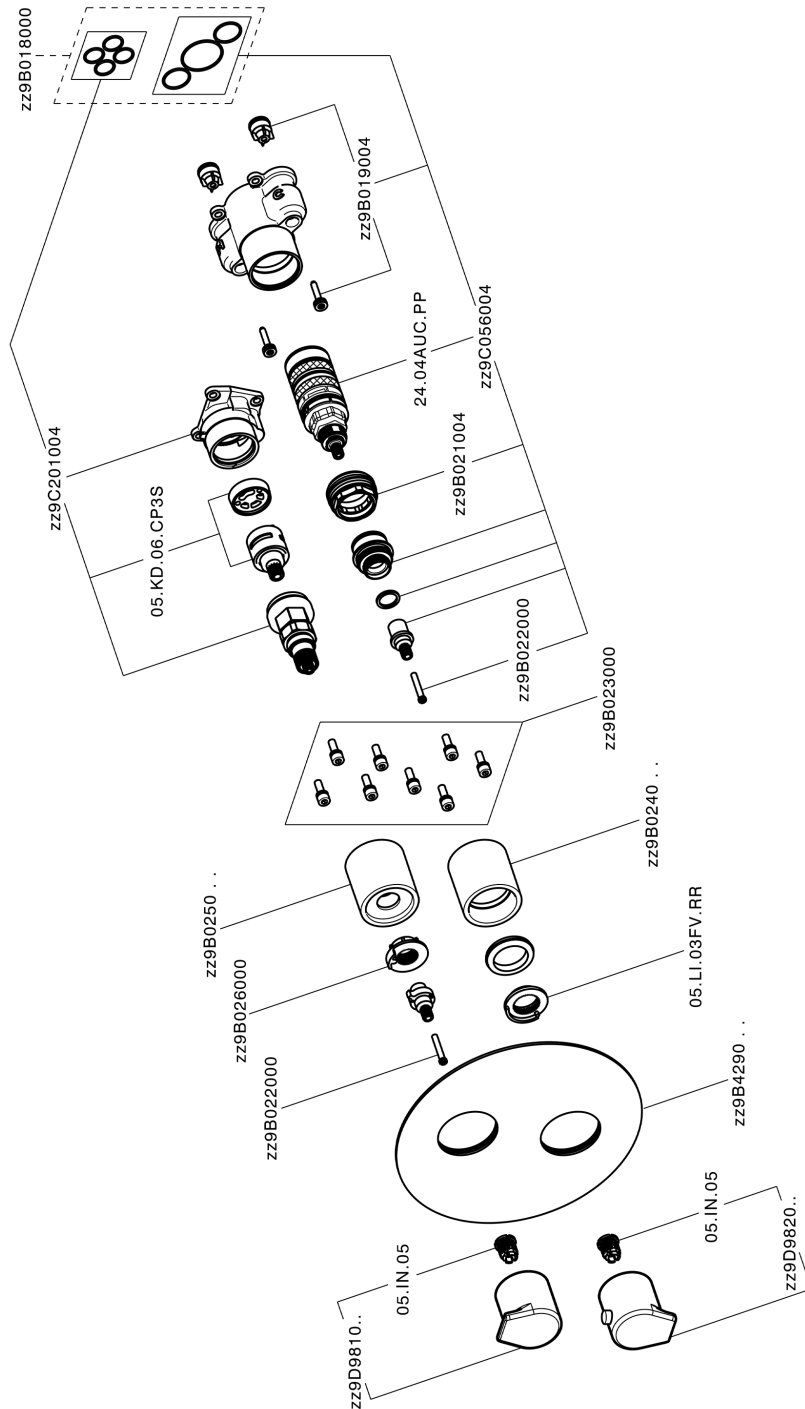 zz9B018000
zz9B019004
24.04AUC.PP
zz9C056004
zz9B021004
zz9C201004
05.KD.06.CP3S
zz9B022000
zz9B023000
zz9B0240 . .
zz9B0250 . .
zz9B026000
zz9B022000
05.LI.03FV.RR
zz9B4290 . .
05.IN.05
zz9D9810..
05.IN.05
zz9D9820..